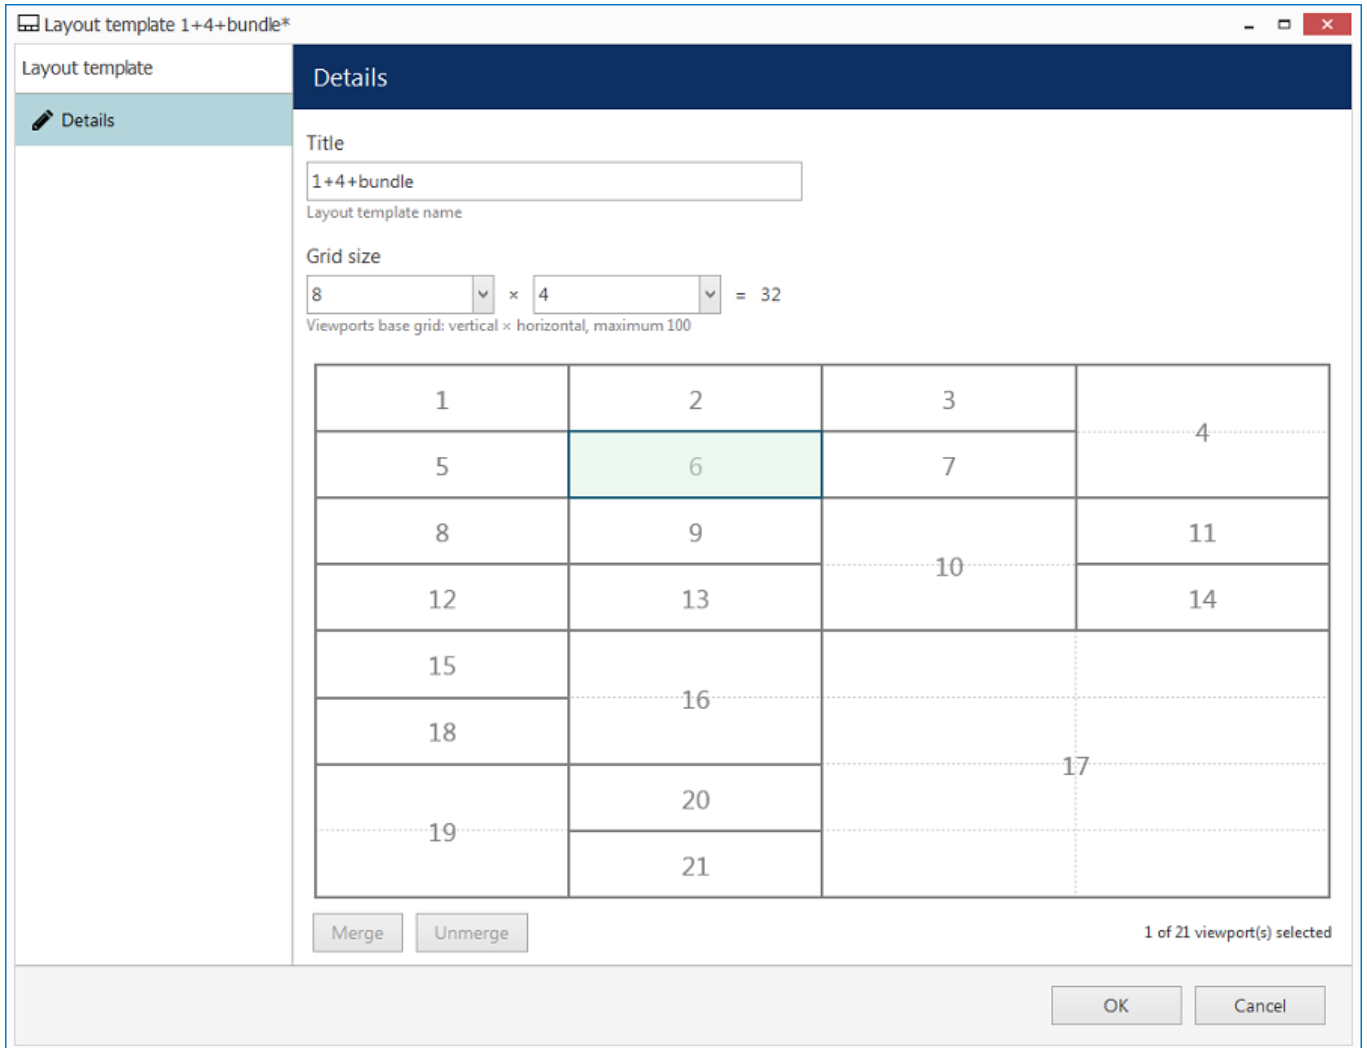 Layout template 1+4+bundle*
Layout template
Details
Details
Title
1+4+bundle
Layout template name
Grid size
8 × 4 = 32
Viewports base grid: vertical × horizontal, maximum 100
1 2 3
4
5 6 7
8 9 11
10
12 13 14
15
16
18
17
20
19
21
Merge Unmerge 1 of 21 viewport(s) selected
OK Cancel